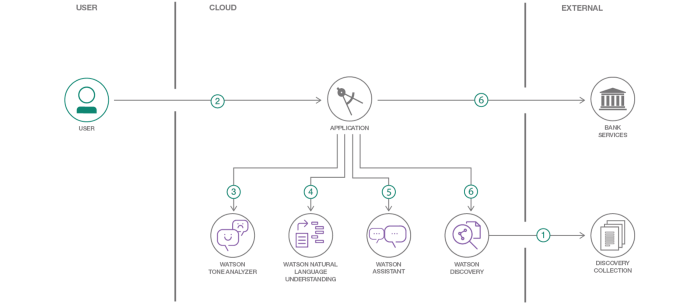 USER
CLOUD
EXTERNAL
2
6
USER
APPLICATION
BANK
SERVICES
3
4
5
6
1
WATSON
TONE ANALYZER
WATSON NATURAL
LANGUAGE
UNDERSTANDING
WATSON
ASSISTANT
WATSON
DISCOVERY
DISCOVERY
COLLECTION